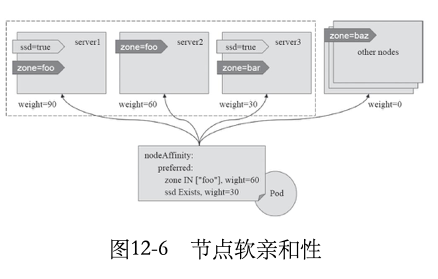 server1
ssd=true
zone=foo
weight=90
server2
zone=foo
weight=60
server3
ssd=true
zone=bar
weight=30
zone=baz
other nodes
weight=0
nodeAffinity:
preferred:
zone IN ["foo"], wight=60
ssd Exists, wight=30
Pod
图12-6 节点软亲和性